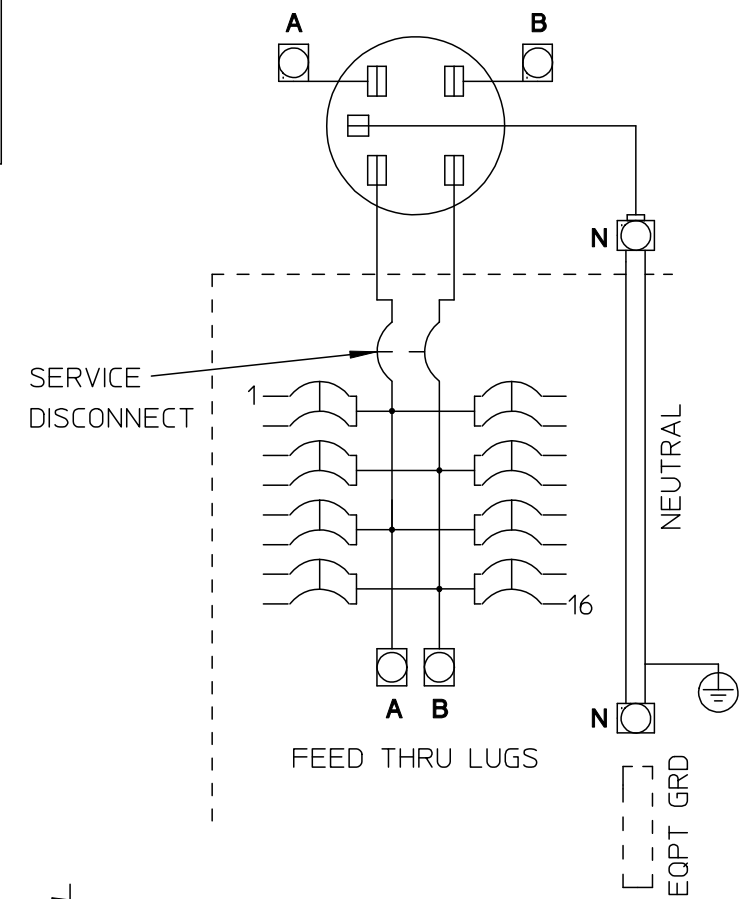 A B
N
SERVICE
DISCONNECT
1
NEUTRAL
16
A B
N
FEED THRU LUGS
EQPT GRD